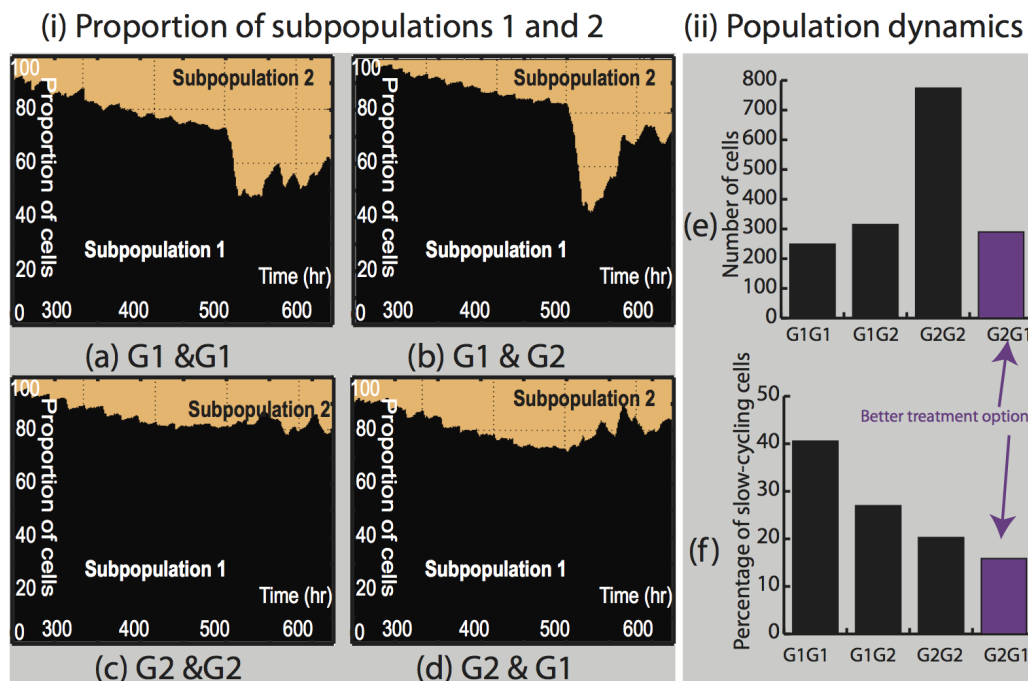 (i) Proportion of subpopulations 1 and 2
100
80
60
40
20
0
Proportion of cells
Subpopulation 2
Subpopulation 1
Time (hr)
300 400 500 600
(a) G1 &G1
100
80
60
40
20
0
Proportion of cells
Subpopulation 2
Subpopulation 1
Time (hr)
300 400 500 600
(b) G1 & G2
100
80
60
40
20
0
Proportion of cells
Subpopulation 2
Subpopulation 1
Time (hr)
300 400 500 600
(c) G2 &G2
100
80
60
40
20
0
Proportion of cells
Subpopulation 2
Subpopulation 1
Time (hr)
300 400 500 600
(d) G2 & G1
(ii) Population dynamics
(e)
Number of cells
800
700
600
500
400
300
200
100
0
G1G1 G1G2 G2G2 G2G1
Better treatment option
(f)
Percentage of slow-cycling cells
50
40
30
20
10
0
G1G1 G1G2 G2G2 G2G1